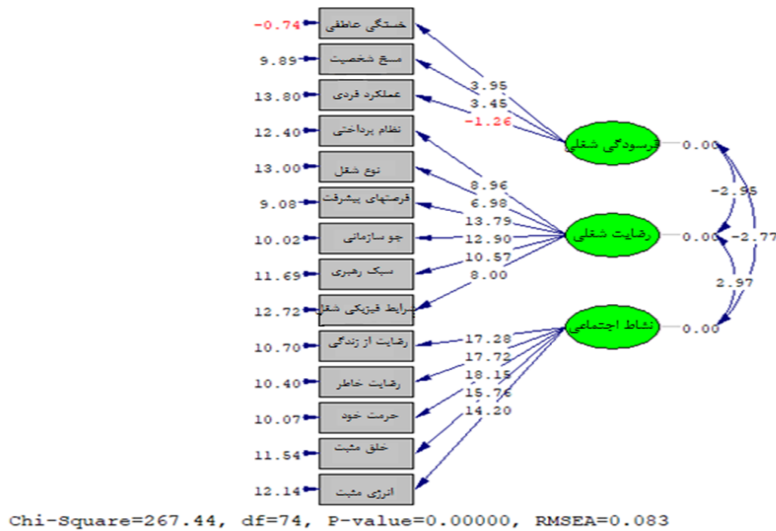 -0.74 خستگی عاطفی
9.89 مسخ شخصیت
13.80 عملکرد فردی
12.40 نظام پرداختی
13.00 نوع شغل
9.08 فرصتهای پیشرفت
10.02 جو سازمانی
11.69 سبک رهبری
12.72 شرایط فیزیکی شغل
10.70 رضایت از زندگی
10.40 رضایت خاطر
10.07 حرمت خود
11.54 خلق مثبت
12.14 انرژی مثبت
3.95
3.45
-1.26
8.96
6.98
13.79
12.90
10.57
8.00
17.28
17.72
18.15
15.76
14.20
فرسودگی شغلی 0.00
رضایت شغلی 0.00
نشاط اجتماعی 0.00
-2.95
-2.77
2.97
Chi-Square=267.44, df=74, P-value=0.00000, RMSEA=0.083